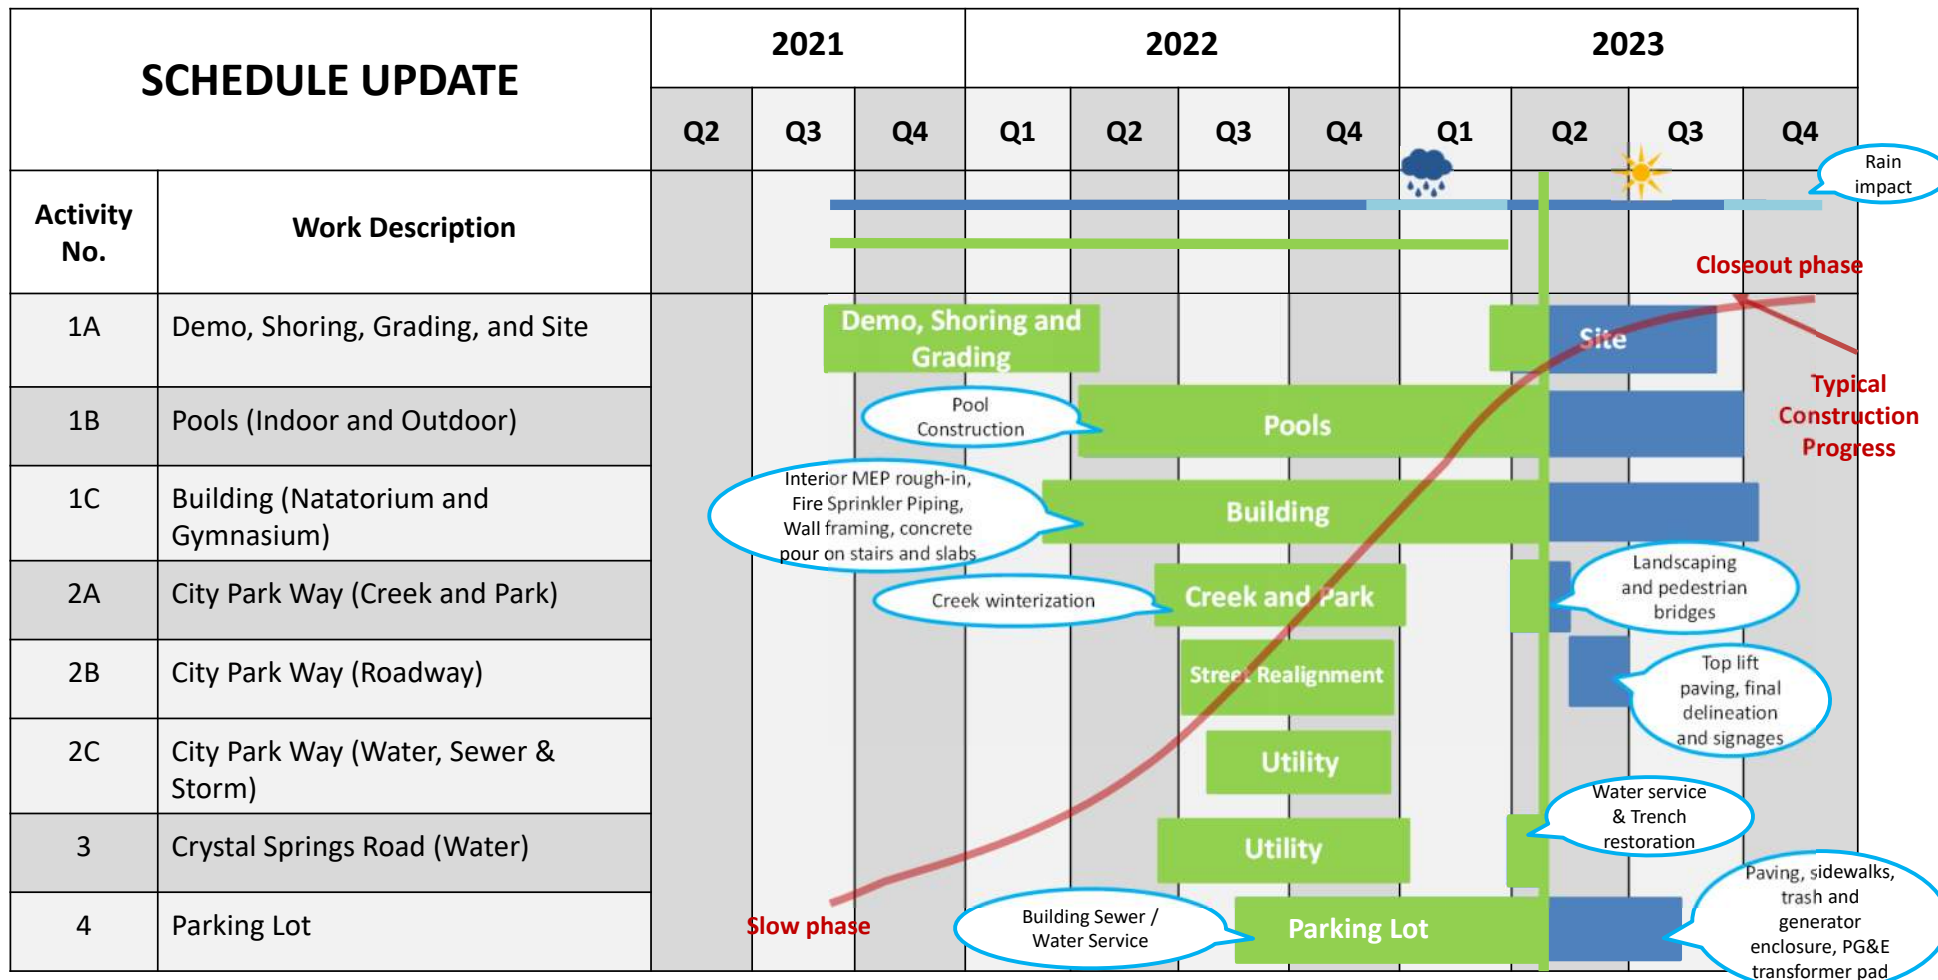 SCHEDULE UPDATE
2021
2022
2023
Q2
Q3
Q4
Q1
Q2
Q3
Q4
Q1
Q2
Q3
Q4
Rain
impact
Activity
No.
Work Description
Closeout phase
1A
Demo, Shoring, Grading, and Site
Demo, Shoring and
Grading
Site
Typical
Construction
Progress
1B
Pools (Indoor and Outdoor)
Pool
Construction
Pools
1C
Building (Natatorium and
Gymnasium)
Interior MEP rough-in,
Fire Sprinkler Piping,
Wall framing, concrete
pour on stairs and slabs
Building
2A
City Park Way (Creek and Park)
Creek winterization
Creek and Park
Landscaping
and pedestrian
bridges
2B
City Park Way (Roadway)
Street Realignment
Top lift
paving, final
delineation
and signages
2C
City Park Way (Water, Sewer &
Storm)
Utility
Water service
& Trench
restoration
3
Crystal Springs Road (Water)
Utility
4
Parking Lot
Slow phase
Building Sewer /
Water Service
Parking Lot
Paving, sidewalks,
trash and
generator
enclosure, PG&E
transformer pad